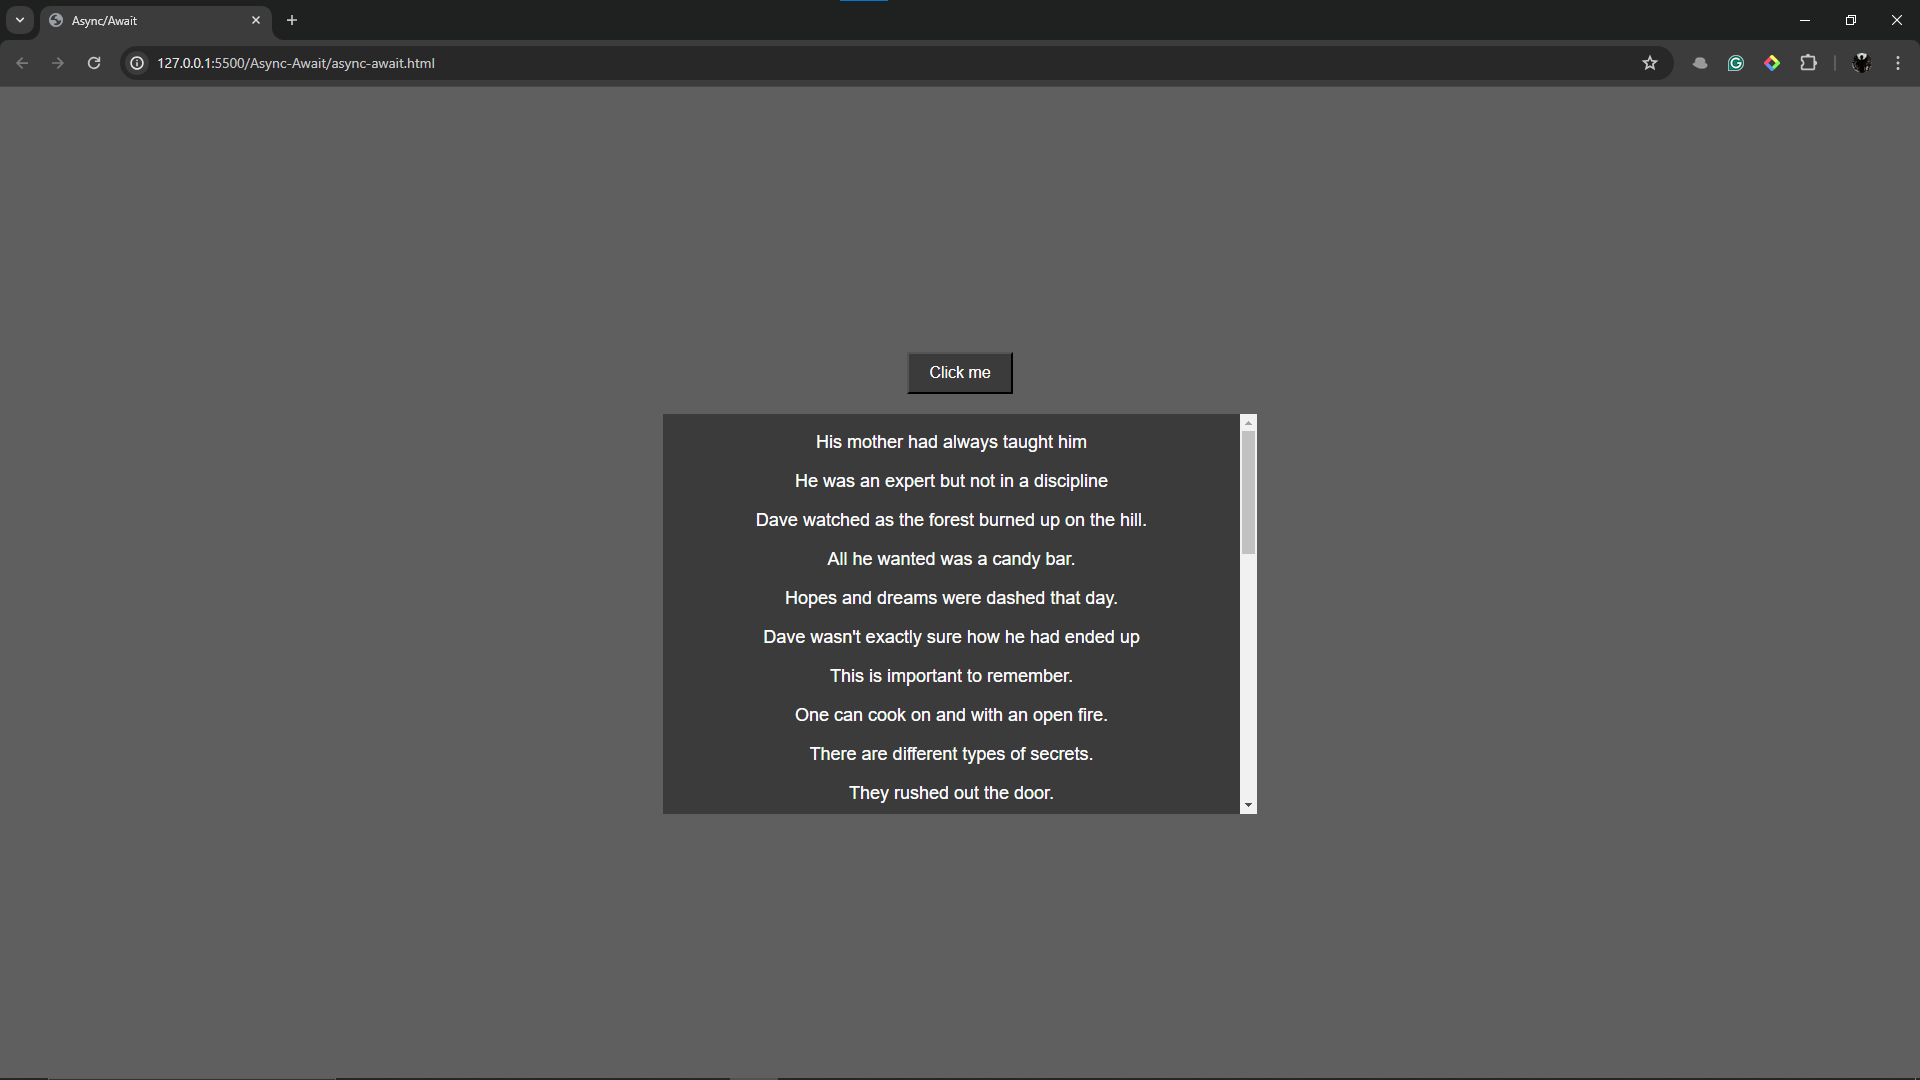 Async/Await
127.0.0.1:5500/Async-Await/async-await.html
Click me
His mother had always taught him
He was an expert but not in a discipline
Dave watched as the forest burned up on the hill.
All he wanted was a candy bar.
Hopes and dreams were dashed that day.
Dave wasn't exactly sure how he had ended up
This is important to remember.
One can cook on and with an open fire.
There are different types of secrets.
They rushed out the door.